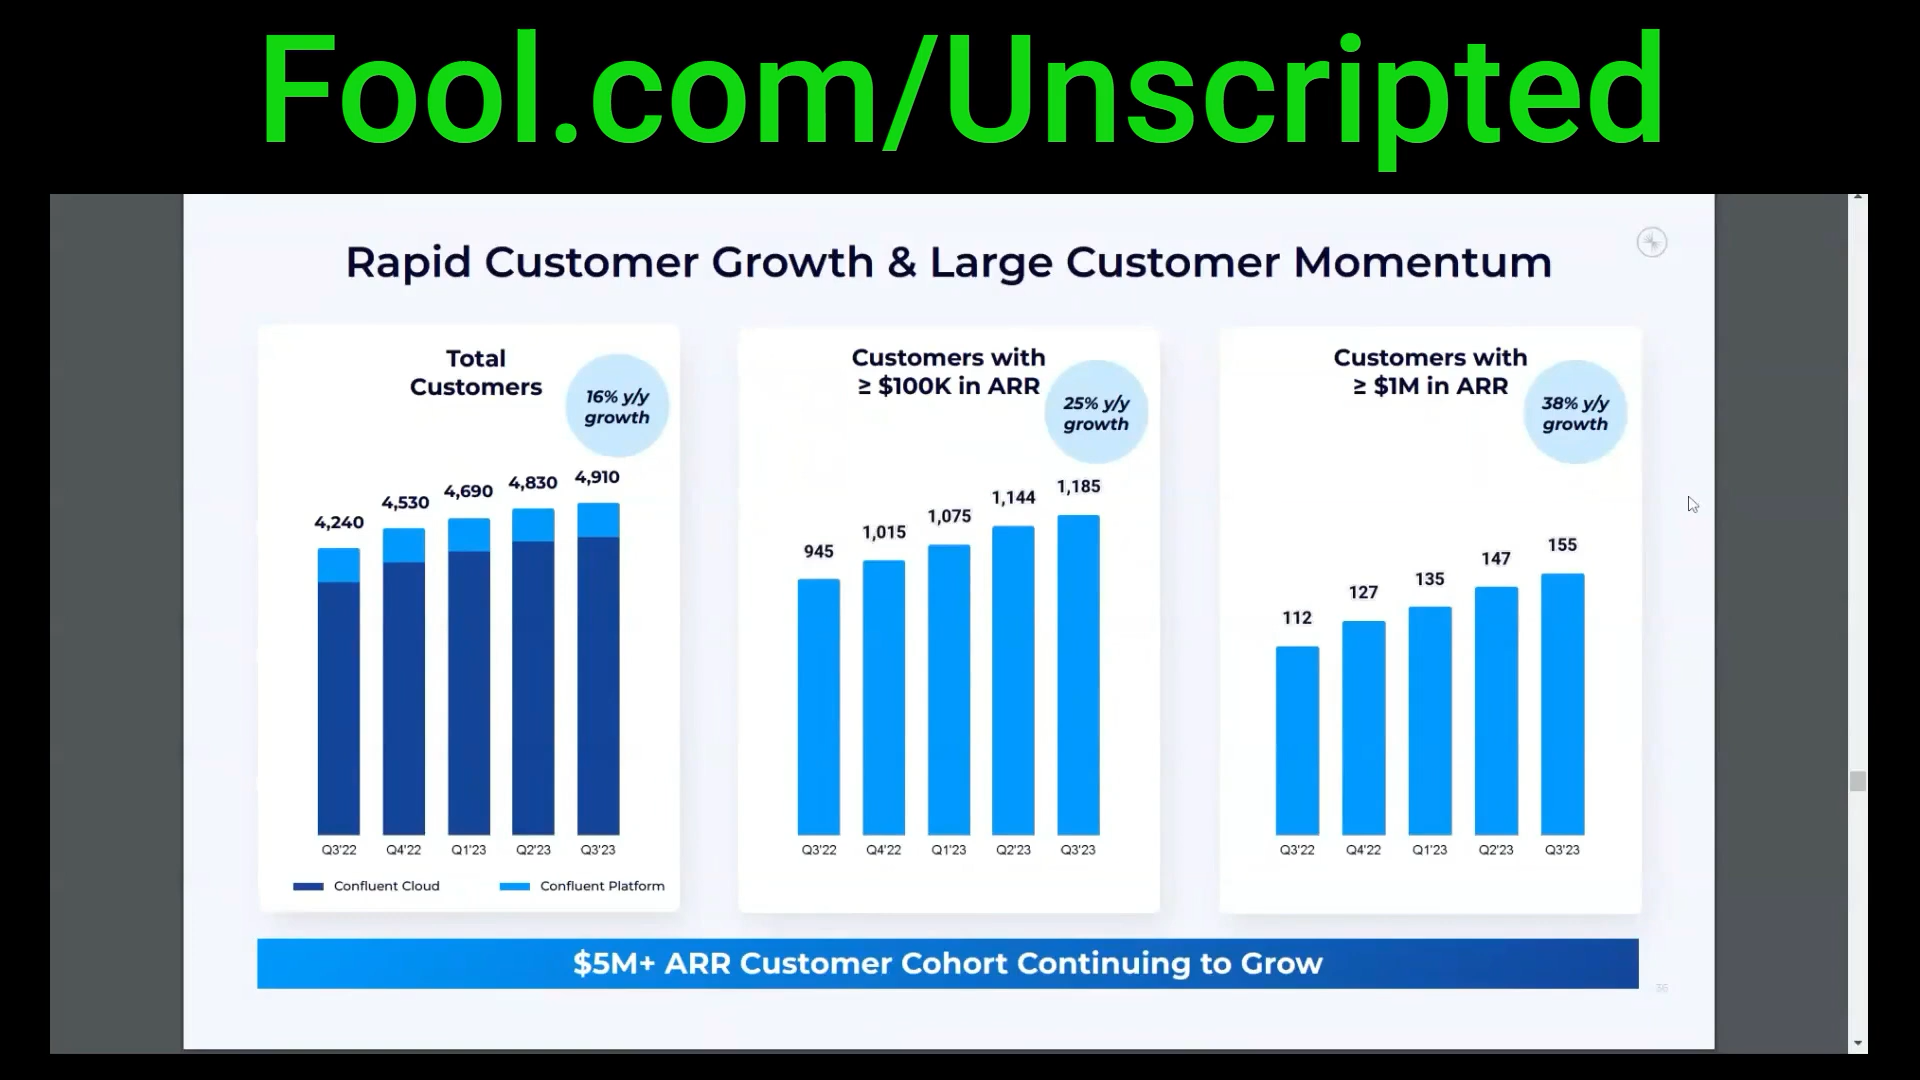 Fool.com/Unscripted
Rapid Customer Growth & Large Customer Momentum
Total
Customers
16% y/y
growth
4,240
4,530
4,690
4,830
4,910
Q3'22
Q4'22
Q1'23
Q2'23
Q3'23
Confluent Cloud
Confluent Platform
Customers with
≥ $100K in ARR
25% y/y
growth
945
1,015
1,075
1,144
1,185
Q3'22
Q4'22
Q1'23
Q2'23
Q3'23
Customers with
≥ $1M in ARR
38% y/y
growth
112
127
135
147
155
Q3'22
Q4'22
Q1'23
Q2'23
Q3'23
$5M+ ARR Customer Cohort Continuing to Grow
36